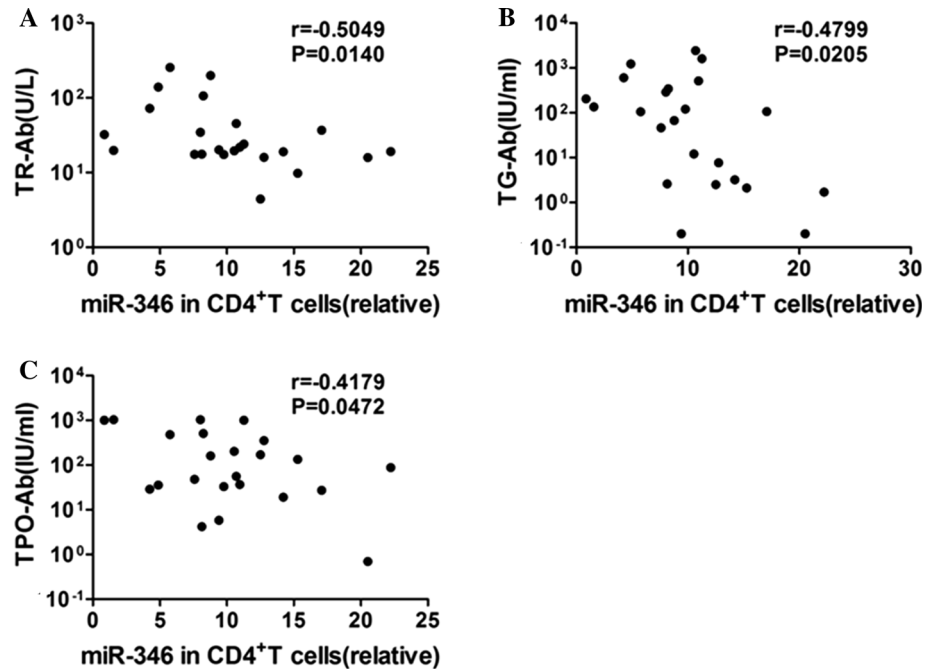 A
TR-Ab(U/L)
10³
10²
10¹
10⁰
r=-0.5049
P=0.0140
0 5 10 15 20 25
miR-346 in CD4⁺T cells(relative)
B
TG-Ab(IU/ml)
10⁴
10³
10²
10¹
10⁰
10⁻¹
r=-0.4799
P=0.0205
0 10 20 30
miR-346 in CD4⁺T cells(relative)
C
TPO-Ab(IU/ml)
10⁴
10³
10²
10¹
10⁰
10⁻¹
r=-0.4179
P=0.0472
0 5 10 15 20 25
miR-346 in CD4⁺T cells(relative)